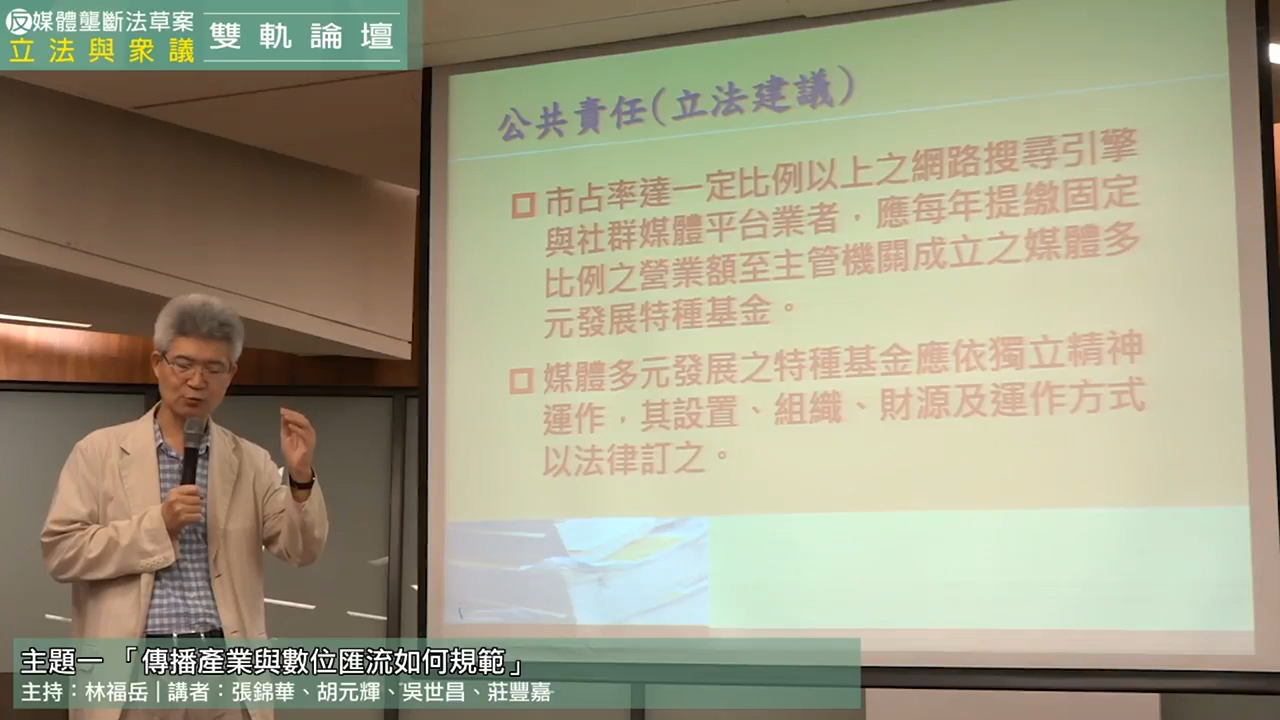 反媒體壟斷法草案
立法與衆議
雙軌論壇
公共責任(立法建議)
市占率達一定比例以上之網路搜尋引擎
與社群媒體平台業者，應每年提繳固定
比例之營業額至主管機關成立之媒體多
元發展特種基金。
媒體多元發展之特種基金應依獨立精神
運作，其設置、組織、財源及運作方式
以法律訂之。
主題一 「傳播產業與數位匯流如何規範」
主持：林福岳 | 講者：張錦華、胡元輝、吳世昌、莊豐嘉